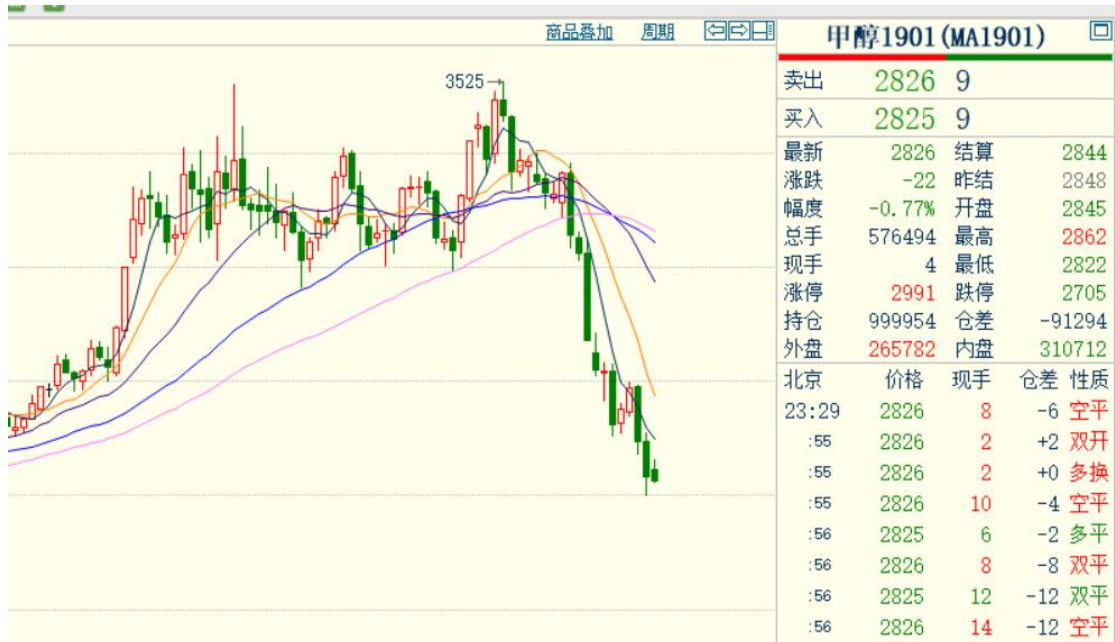 商品叠加 周期
甲醇1901(MA1901)
3525→
卖出 2826 9
买入 2825 9
最新 2826 结算 2844
涨跌 -22 昨结 2848
幅度 -0.77% 开盘 2845
总手 576494 最高 2862
现手 4 最低 2822
涨停 2991 跌停 2705
持仓 999954 仓差 -91294
外盘 265782 内盘 310712
北京 价格 现手 仓差 性质
23:29 2826 8 -6 空平
:55 2826 2 +2 双开
:55 2826 2 +0 多换
:55 2826 10 -4 空平
:56 2825 6 -2 多平
:56 2826 8 -8 双平
:56 2825 12 -12 双平
:56 2826 14 -12 空平